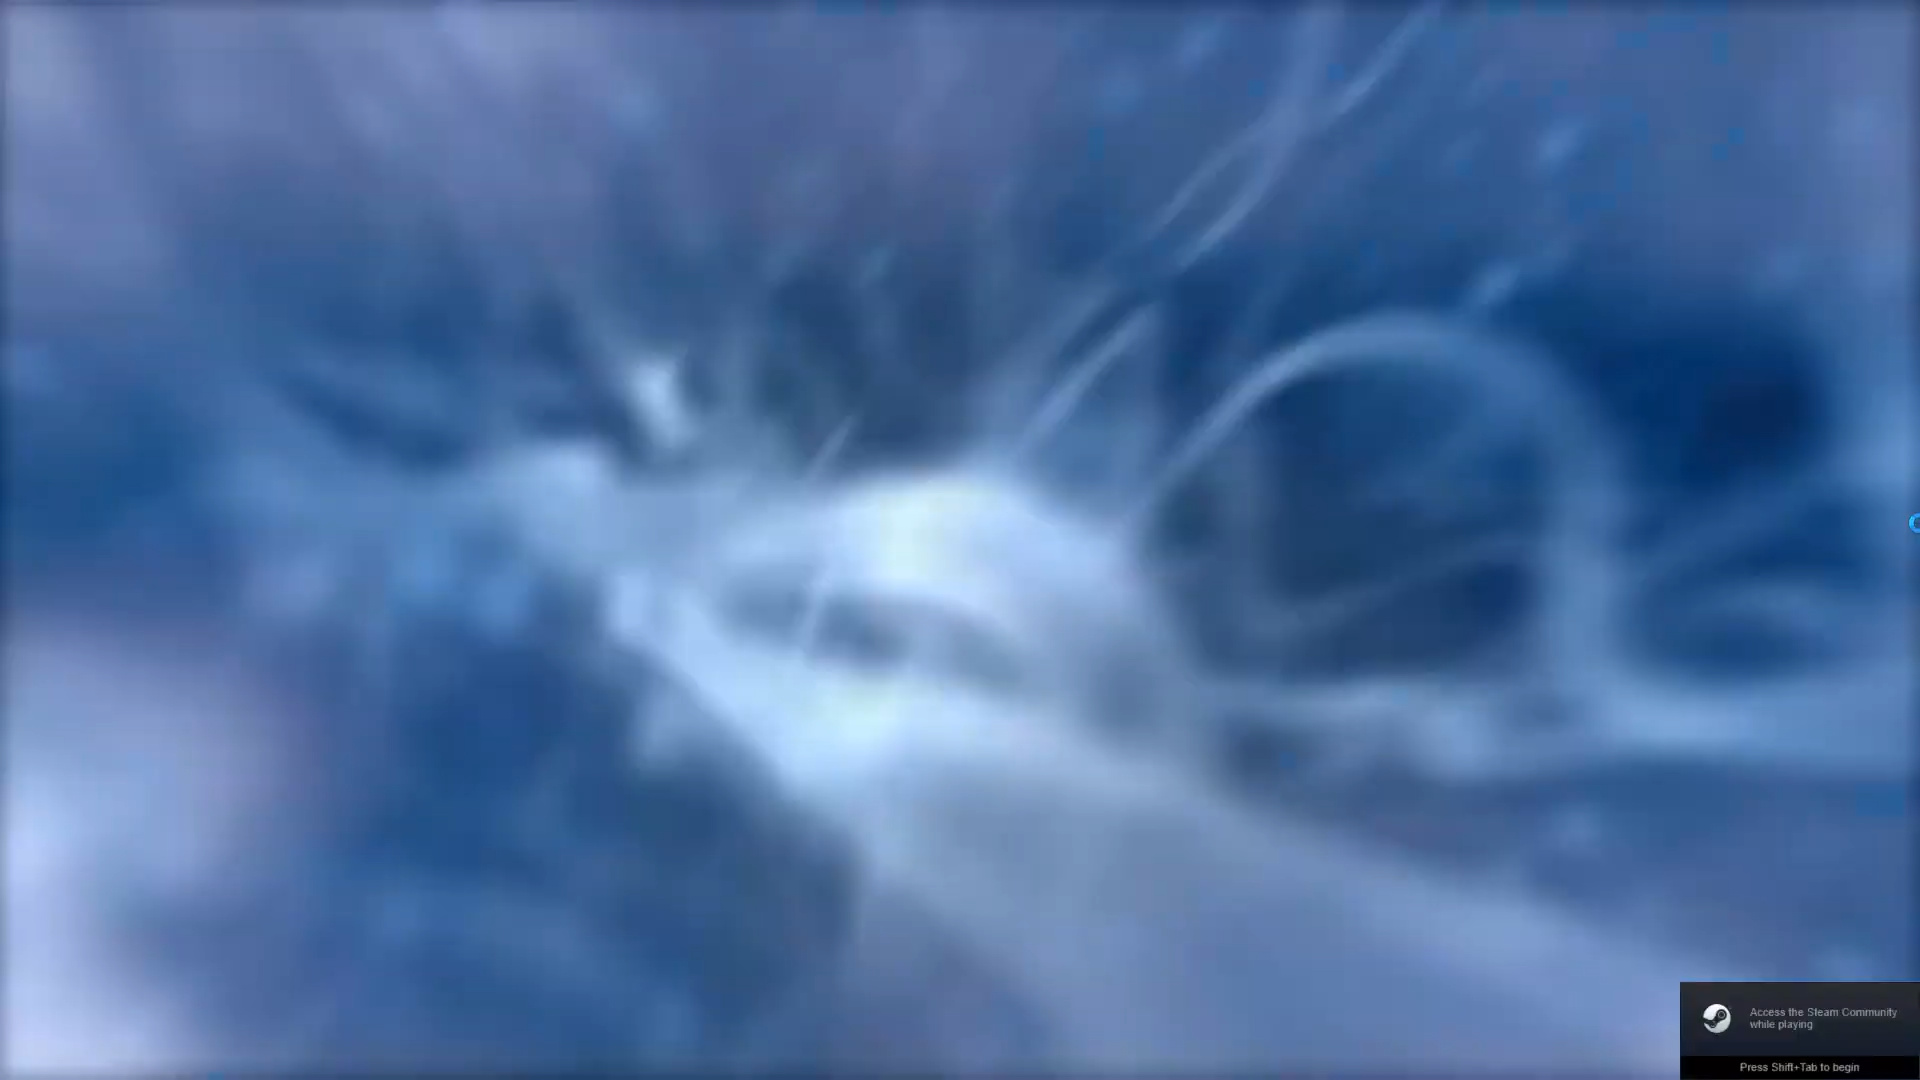 Access the Steam Community
while playing
Press Shift+Tab to begin